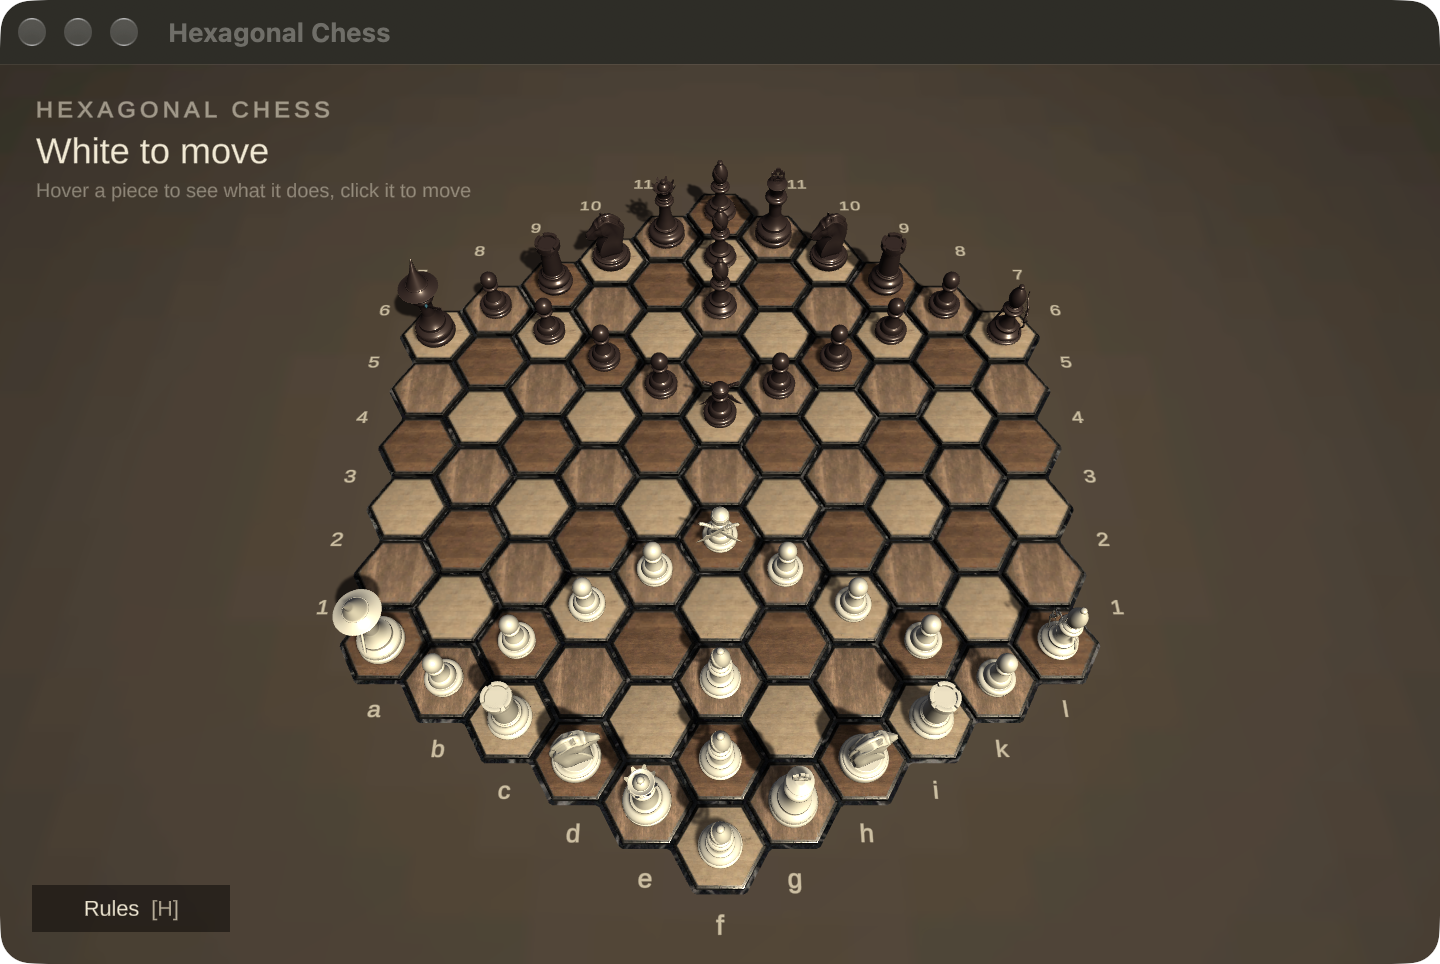 Hexagonal Chess
HEXAGONAL CHESS
White to move
Hover a piece to see what it does, click it to move
11 11
10 10
9 9
8 8
7
6 6
5 5
4 4
3 3
2 2
1 1
a l
b k
c i
d h
e g
f
Rules [H]